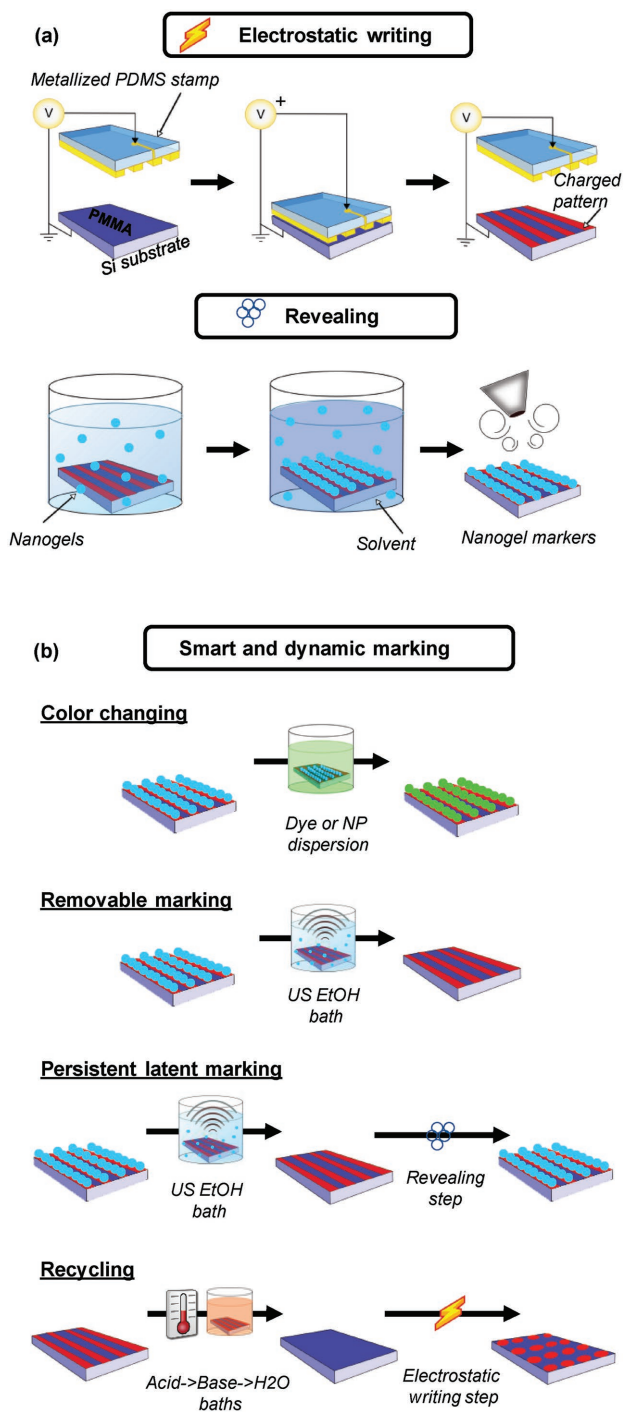 (a)
Electrostatic writing
Metallized PDMS stamp
V
V
+
V
PMMA
Si substrate
Charged
pattern
Revealing
Nanogels
Solvent
Nanogel markers
(b)
Smart and dynamic marking
Color changing
Dye or NP
dispersion
Removable marking
US EtOH
bath
Persistent latent marking
US EtOH
bath
Revealing
step
Recycling
Acid->Base->H2O
baths
Electrostatic
writing step